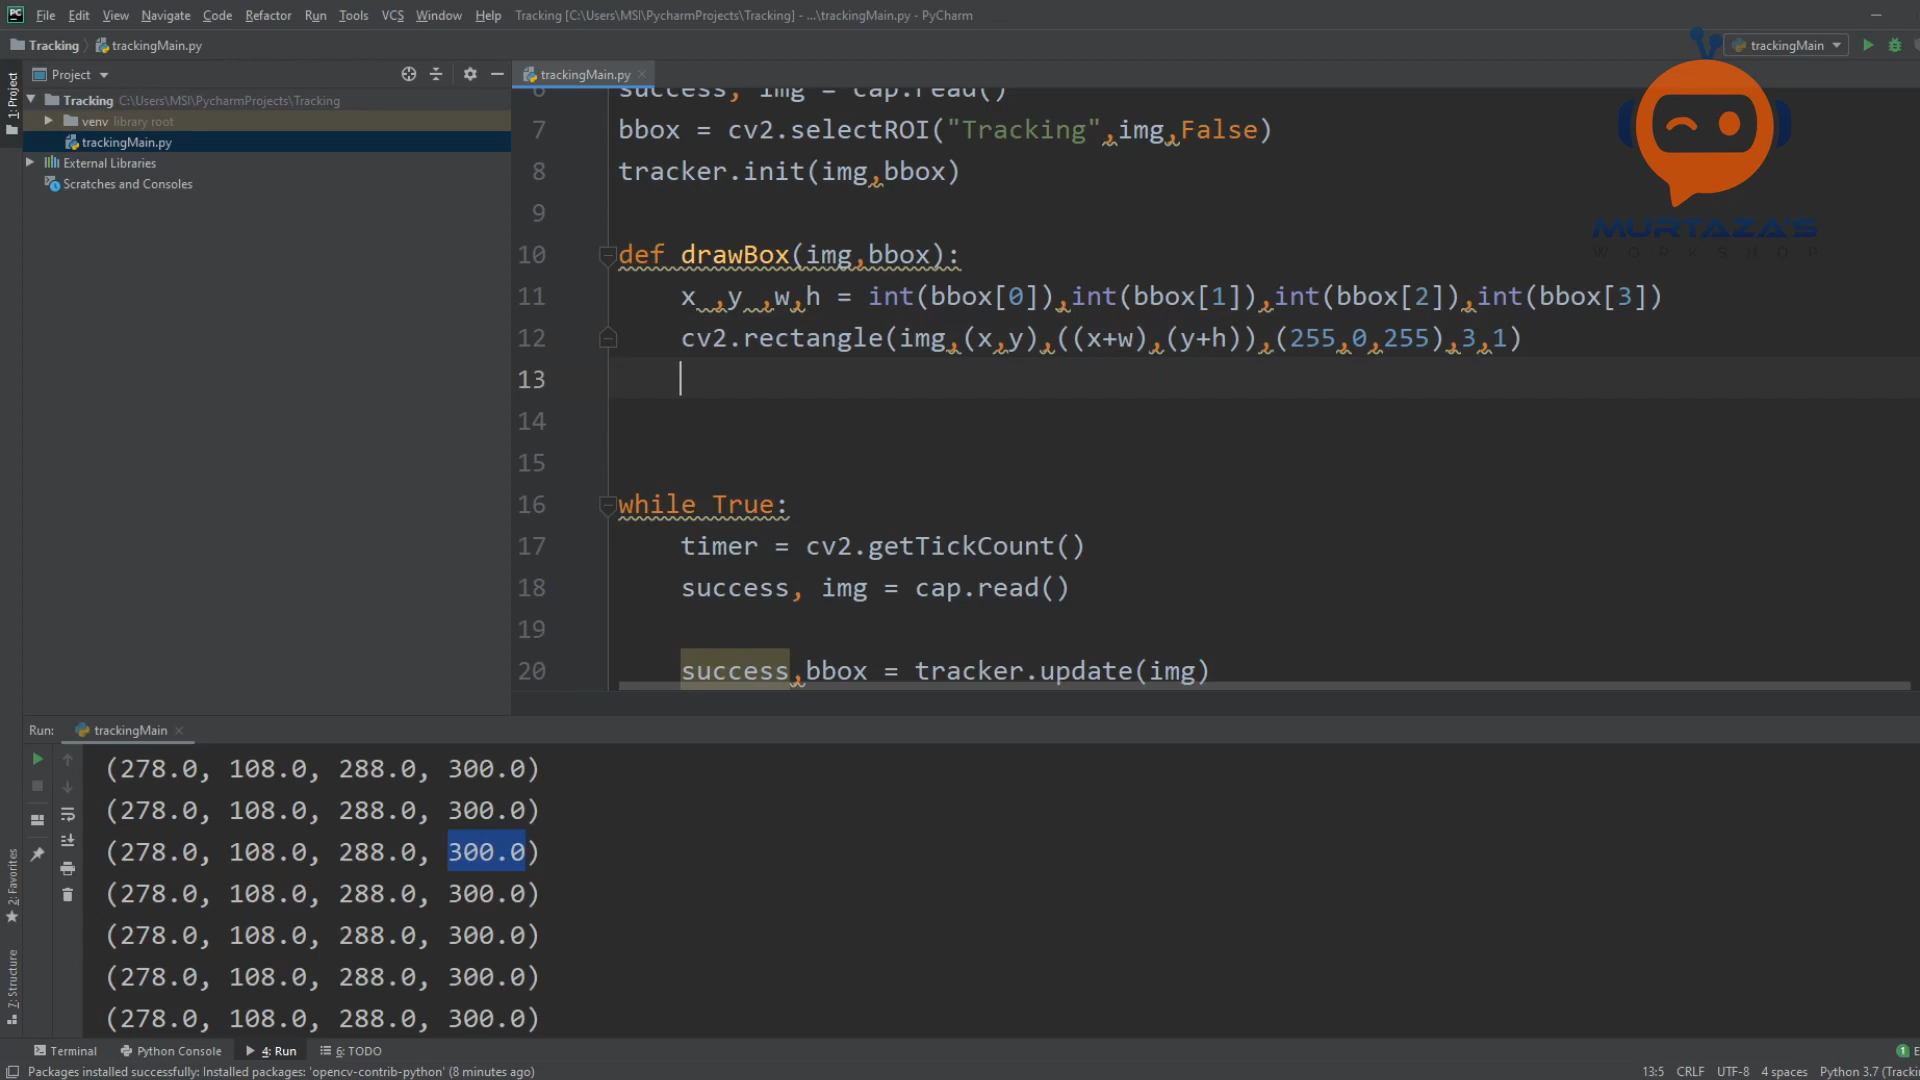 File Edit View Navigate Code Refactor Run Tools VCS Window Help Tracking [C:\Users\MSI\PycharmProjects\Tracking] - ...\trackingMain.py - PyCharm
Tracking trackingMain.py trackingMain
1: Project
Project
Tracking C:\Users\MSI\PycharmProjects\Tracking
venv library root
trackingMain.py
External Libraries
Scratches and Consoles
trackingMain.py
6 success, img = cap.read()
7 bbox = cv2.selectROI("Tracking",img,False)
8 tracker.init(img,bbox)
9
10 def drawBox(img,bbox):
11 x ,y ,w,h = int(bbox[0]),int(bbox[1]),int(bbox[2]),int(bbox[3])
12 cv2.rectangle(img,(x,y),((x+w),(y+h)),(255,0,255),3,1)
13
14
15
16 while True:
17 timer = cv2.getTickCount()
18 success, img = cap.read()
19
20 success,bbox = tracker.update(img)
MURTAZA'S
WORKSHOP
Run: trackingMain
(278.0, 108.0, 288.0, 300.0)
(278.0, 108.0, 288.0, 300.0)
(278.0, 108.0, 288.0, 300.0)
(278.0, 108.0, 288.0, 300.0)
(278.0, 108.0, 288.0, 300.0)
(278.0, 108.0, 288.0, 300.0)
(278.0, 108.0, 288.0, 300.0)
2: Favorites
7: Structure
Terminal Python Console 4: Run 6: TODO 1 E
Packages installed successfully: Installed packages: 'opencv-contrib-python' (8 minutes ago) 13:5 CRLF UTF-8 4 spaces Python 3.7 (Trackin